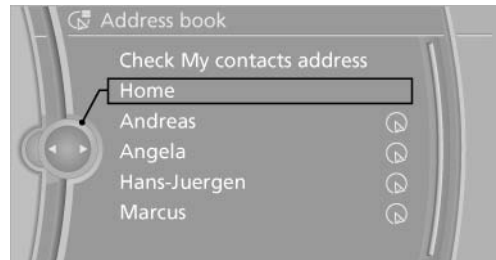 Address book
Check My contacts address
Home
Andreas
Angela
Hans-Juergen
Marcus